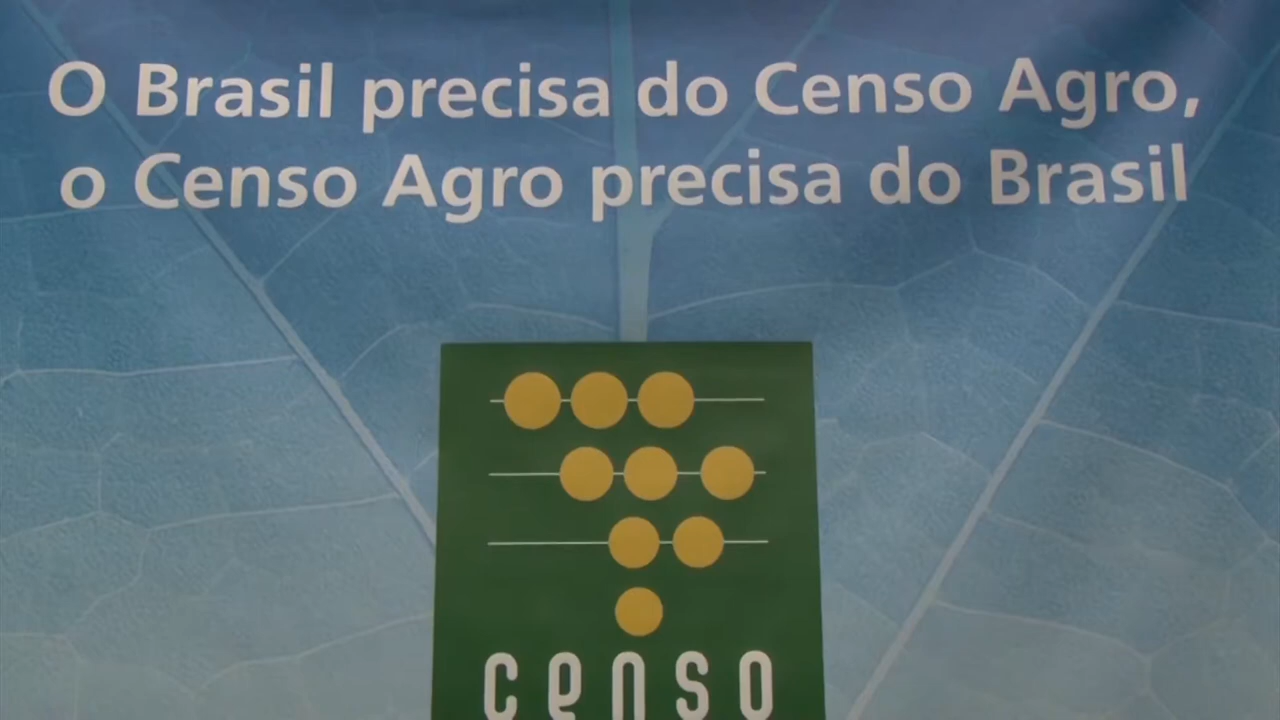 O Brasil precisa do Censo Agro,
o Censo Agro precisa do Brasil
censo